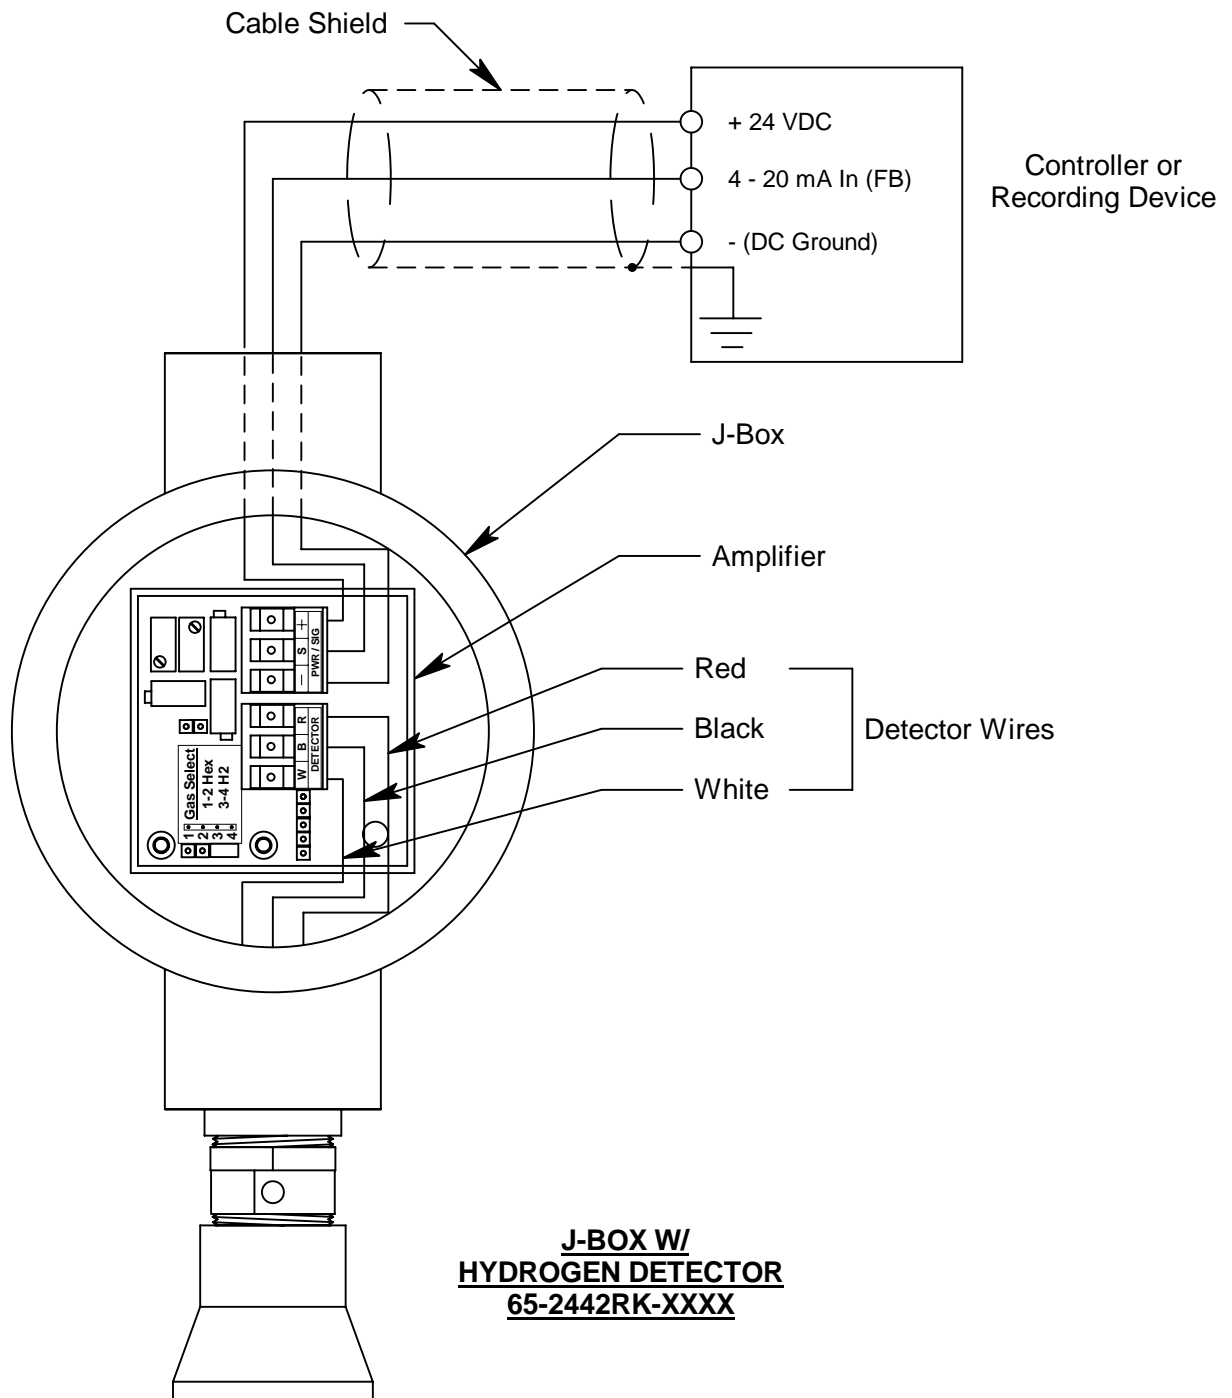 Cable Shield
+ 24 VDC
4 - 20 mA In (FB)
- (DC Ground)
Controller or
Recording Device
J-Box
Amplifier
+
S
−
PWR / SIG
R
B
W
DETECTOR
Gas Select
1-2 Hex
3-4 H2
1
2
3
4
Red
Black
White
Detector Wires
J-BOX W/
HYDROGEN DETECTOR
65-2442RK-XXXX